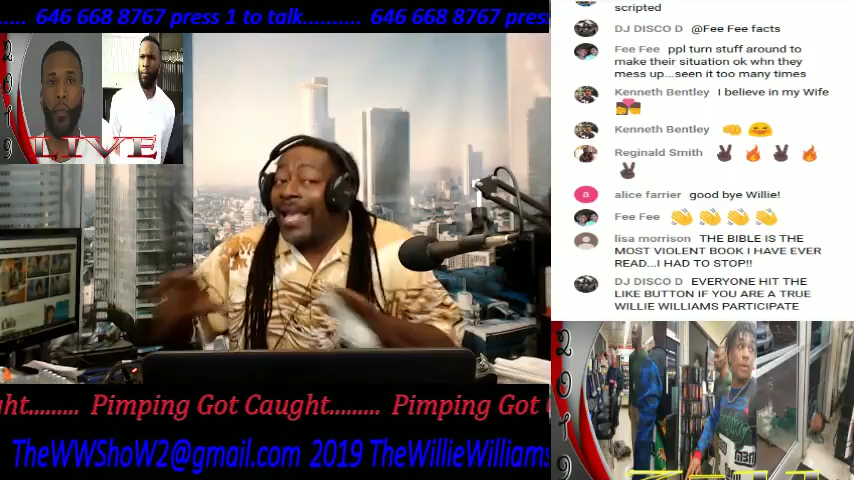 ..... 646 668 8767 press 1 to talk.......... 646 668 8767 press
2019
LIVE
scripted
DJ DISCO D @Fee Fee facts
Fee Fee ppl turn stuff around to
make their situation ok whn they
mess up...seen it too many times
Kenneth Bentley I believe in my Wife
💏
Kenneth Bentley 👊😄
Reginald Smith ✌🏿🔥✌🏿🔥
✌🏿
a
alice farrier good bye Willie!
Fee Fee 👏👏👏👏
lisa morrison THE BIBLE IS THE
MOST VIOLENT BOOK I HAVE EVER
READ...I HAD TO STOP!!
DJ DISCO D EVERYONE HIT THE
LIKE BUTTON IF YOU ARE A TRUE
WILLIE WILLIAMS PARTICIPATE
2019
ght......... Pimping Got Caught......... Pimping Got
TheWWShoW2@gmail.com 2019 TheWillieWilliams